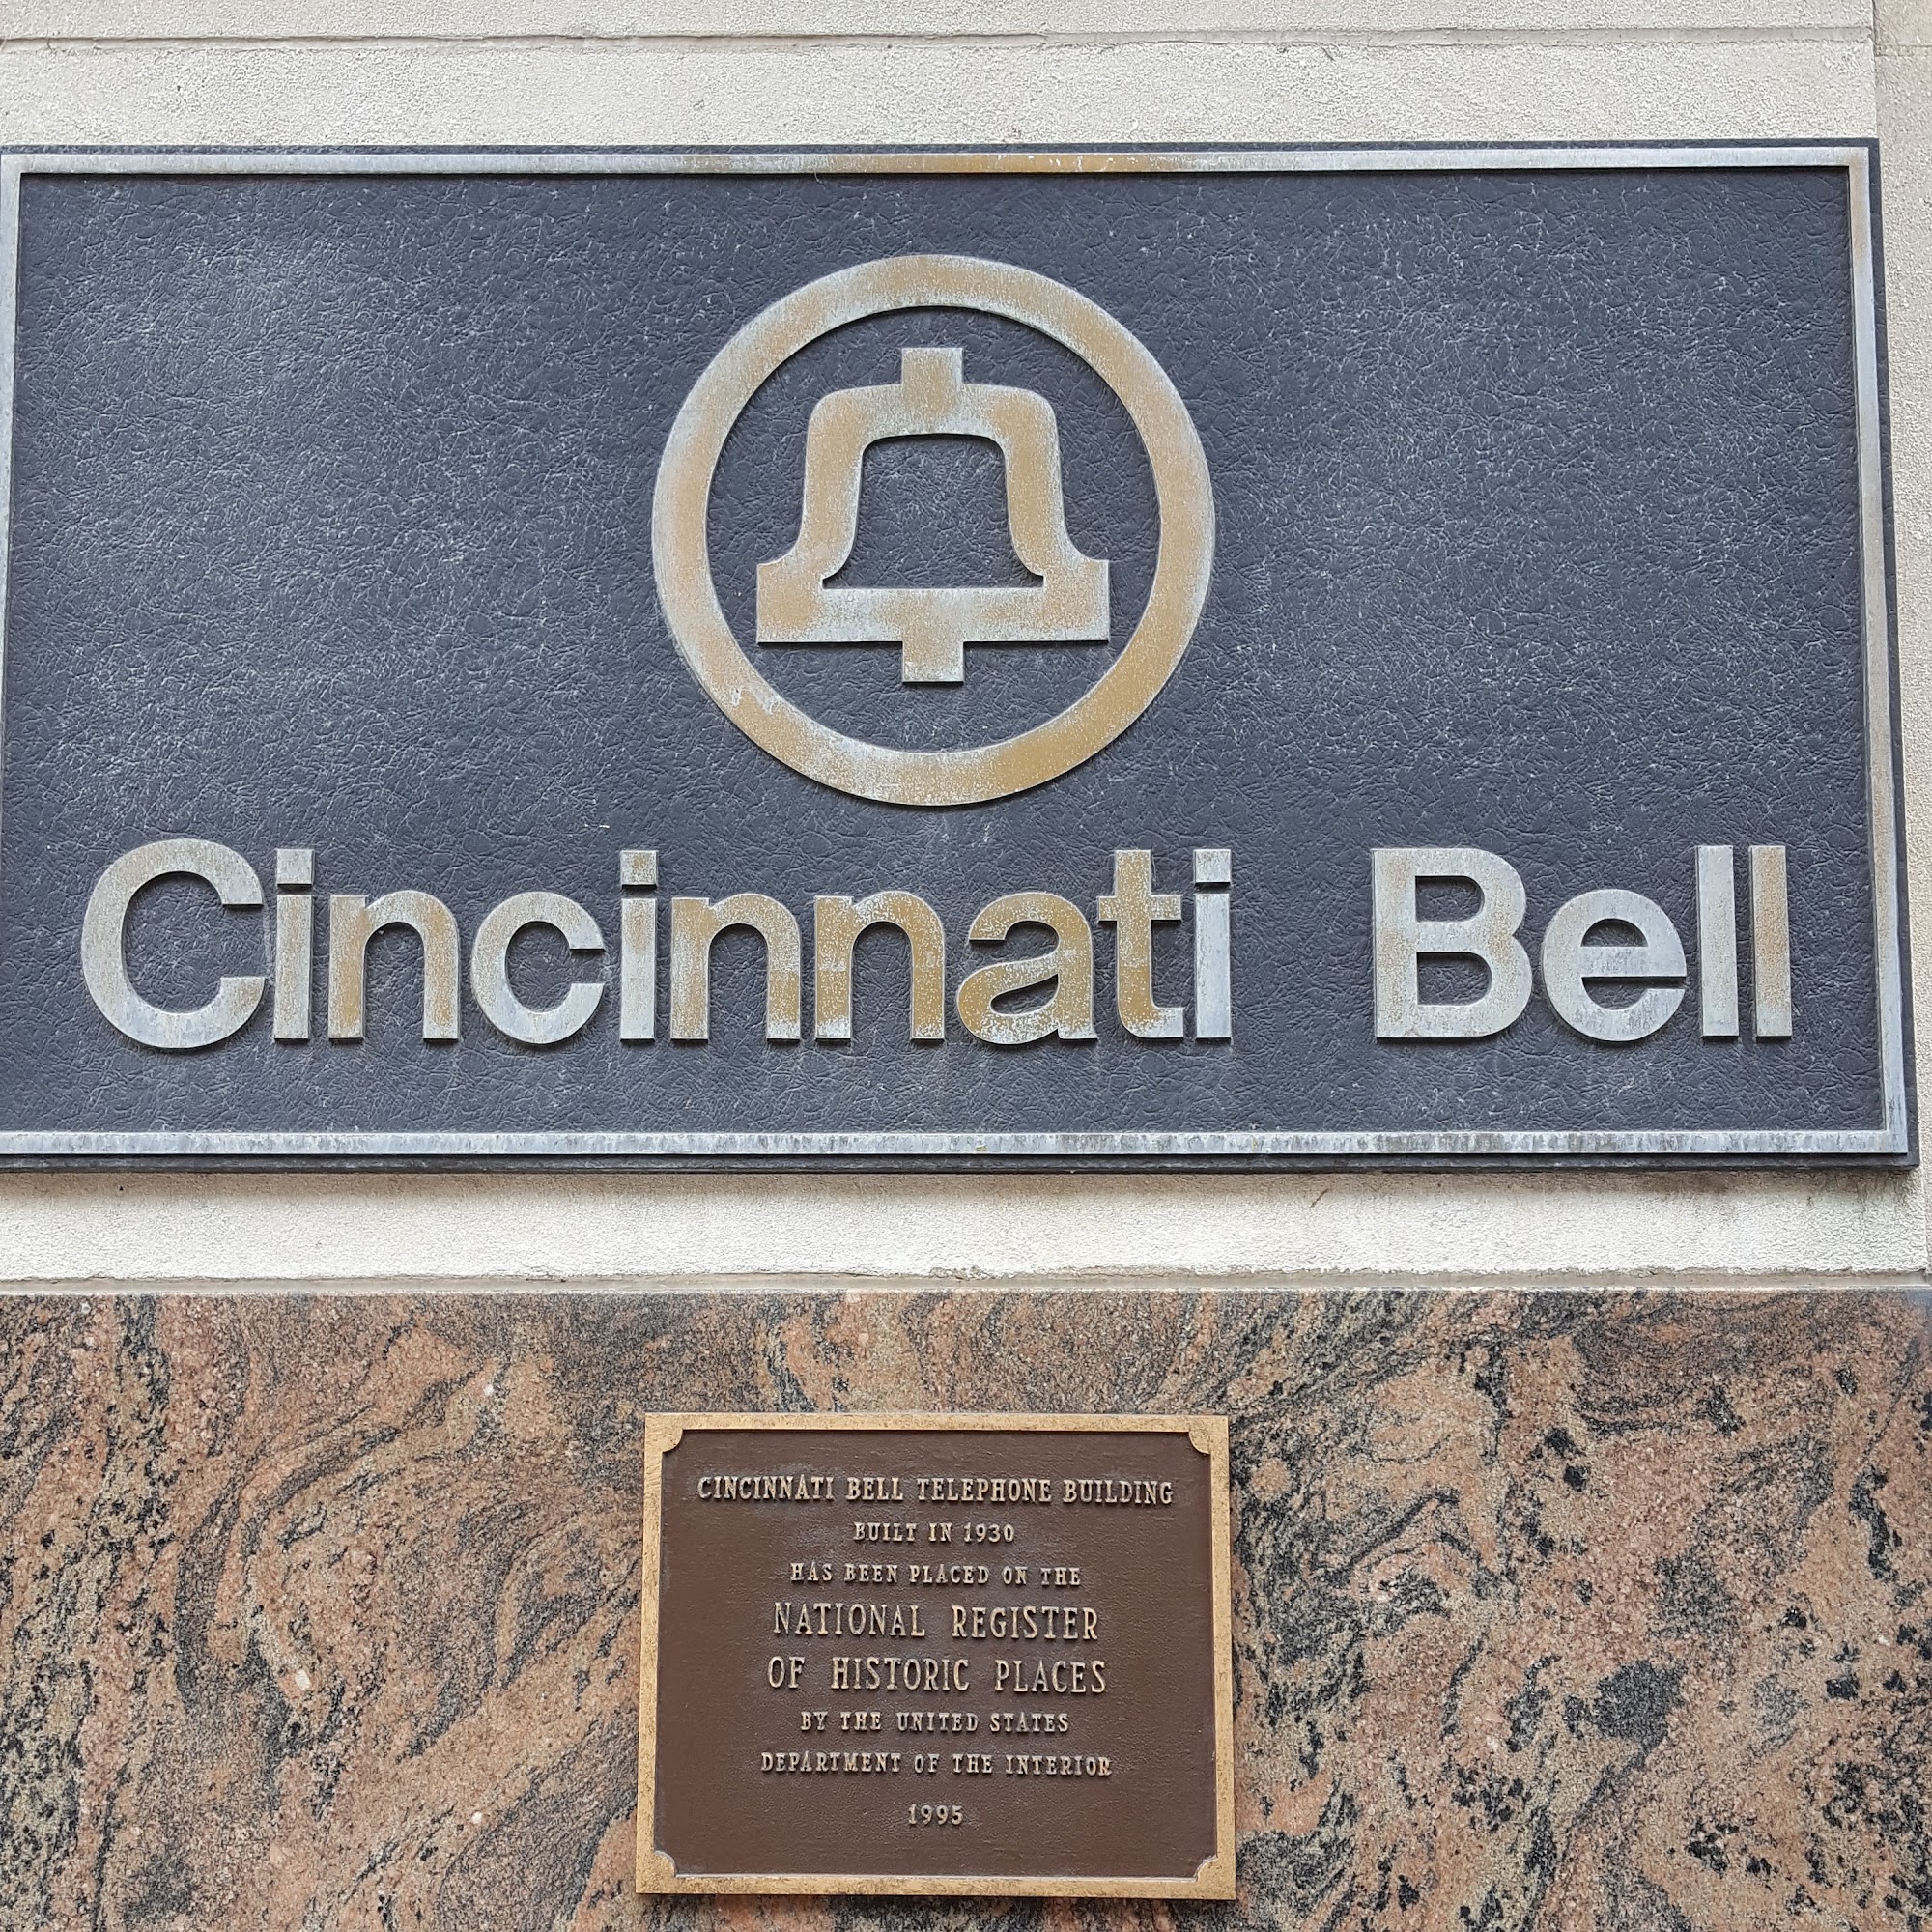 Cincinnati Bell
CINCINNATI BELL TELEPHONE BUILDING
BUILT IN 1930
HAS BEEN PLACED ON THE
NATIONAL REGISTER
OF HISTORIC PLACES
BY THE UNITED STATES
DEPARTMENT OF THE INTERIOR
1995